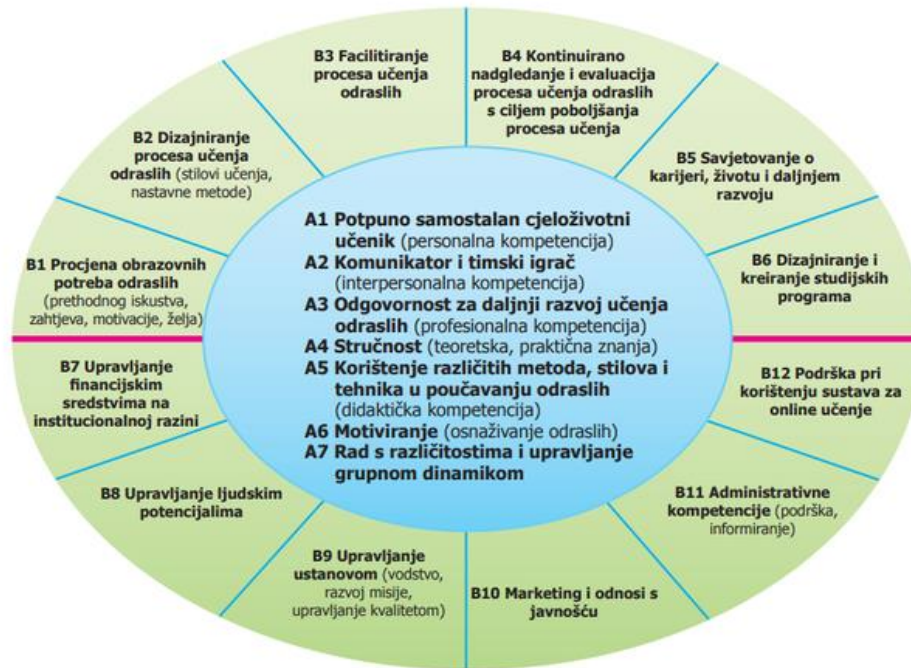 B3 Facilitiranje
procesa učenja
odraslih
B4 Kontinuirano
nadgledanje i evaluacija
procesa učenja odraslih
s ciljem poboljšanja
procesa učenja
B2 Dizajniranje
procesa učenja
odraslih (stilovi učenja,
nastavne metode)
B5 Savjetovanje o
karijeri, životu i daljnjem
razvoju
B1 Procjena obrazovnih
potreba odraslih
(prethodnog iskustva,
zahtjeva, motivacije, želja)
B6 Dizajniranje i
kreiranje studijskih
programa
A1 Potpuno samostalan cjeloživotni
učenik (personalna kompetencija)
A2 Komunikator i timski igrač
(interpersonalna kompetencija)
A3 Odgovornost za daljnji razvoj učenja
odraslih (profesionalna kompetencija)
A4 Stručnost (teoretska, praktična znanja)
A5 Korištenje različitih metoda, stilova i
tehnika u poučavanju odraslih
(didaktička kompetencija)
A6 Motiviranje (osnaživanje odraslih)
A7 Rad s različitostima i upravljanje
grupnom dinamikom
B7 Upravljanje
financijskim
sredstvima na
institucionalnoj razini
B12 Podrška pri
korištenju sustava za
online učenje
B8 Upravljanje ljudskim
potencijalima
B11 Administrativne
kompetencije (podrška,
informiranje)
B9 Upravljanje
ustanovom (vodstvo,
razvoj misije,
upravljanje kvalitetom)
B10 Marketing i odnosi s
javnošću